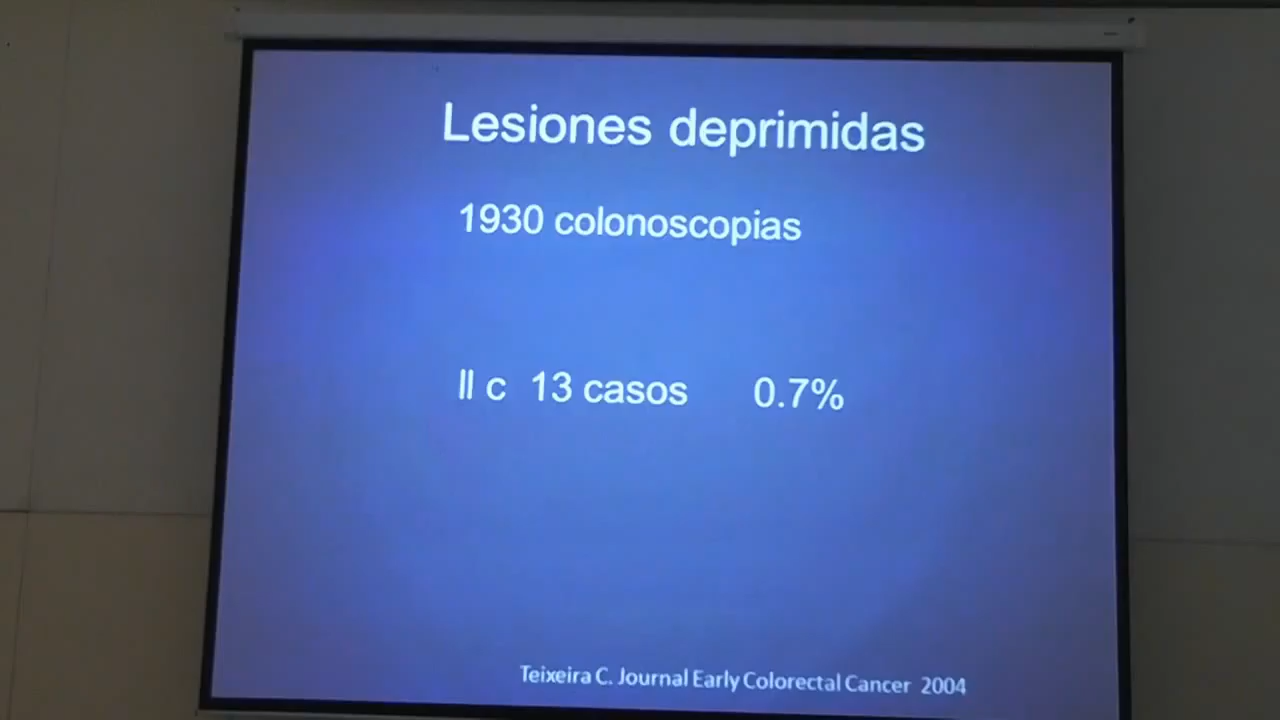 Lesiones deprimidas
1930 colonoscopias
II c 13 casos 0.7%
Teixeira C. Journal Early Colorectal Cancer 2004